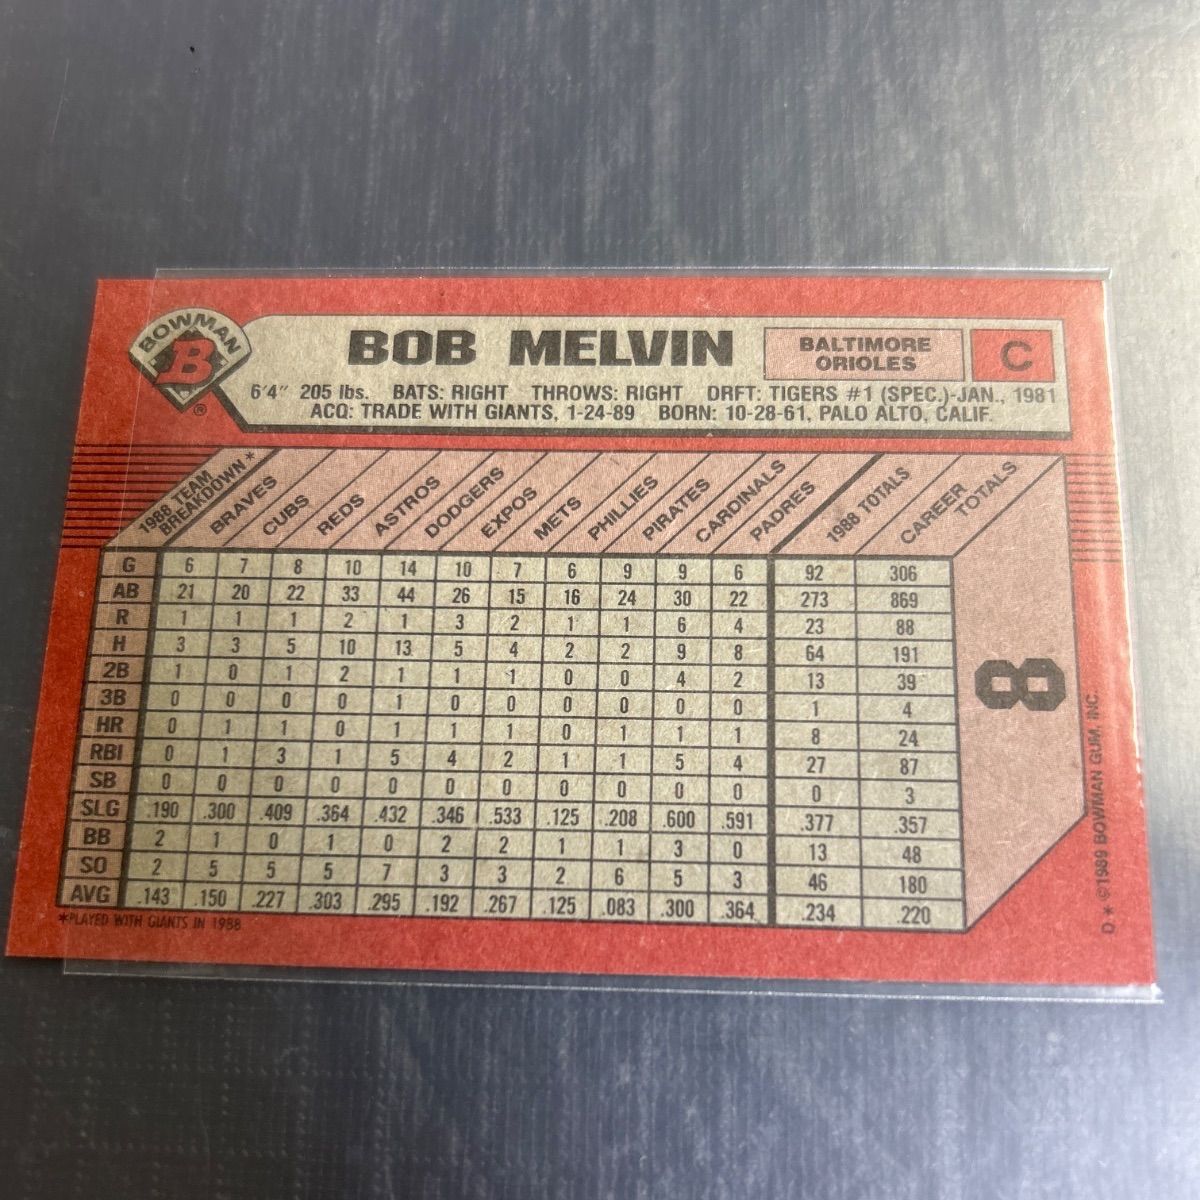 BOWMAN
B
®
BOB MELVIN
BALTIMORE
ORIOLES
C
6'4" 205 lbs. BATS: RIGHT THROWS: RIGHT DRFT: TIGERS #1 (SPEC.)-JAN., 1981
ACQ: TRADE WITH GIANTS, 1-24-89 BORN: 10-28-61, PALO ALTO, CALIF.
1988 TEAM
BREAKDOWN*
BRAVES
CUBS
REDS
ASTROS
DODGERS
EXPOS
METS
PHILLIES
PIRATES
CARDINALS
PADRES
1988 TOTALS
CAREER
TOTALS
G 6 7 8 10 14 10 7 6 9 9 6 92 306
AB 21 20 22 33 44 26 15 16 24 30 22 273 869
R 1 1 1 2 1 3 2 1 1 6 4 23 88
H 3 3 5 10 13 5 4 2 2 9 8 64 191
2B 1 0 1 2 1 1 1 0 0 4 2 13 39
3B 0 0 0 0 1 0 0 0 0 0 0 1 4
HR 0 1 1 0 1 1 1 0 1 1 1 8 24
RBI 0 1 3 1 5 4 2 1 1 5 4 27 87
SB 0 0 0 0 0 0 0 0 0 0 0 0 3
SLG .190 .300 .409 .364 .432 .346 .533 .125 .208 .600 .591 .377 .357
BB 2 1 0 1 0 2 2 1 1 3 0 13 48
SO 2 5 5 5 7 3 3 2 6 5 3 46 180
AVG .143 .150 .227 .303 .295 .192 .267 .125 .083 .300 .364 .234 .220
*PLAYED WITH GIANTS IN 1988
8
D* ©1989 BOWMAN GUM, INC.